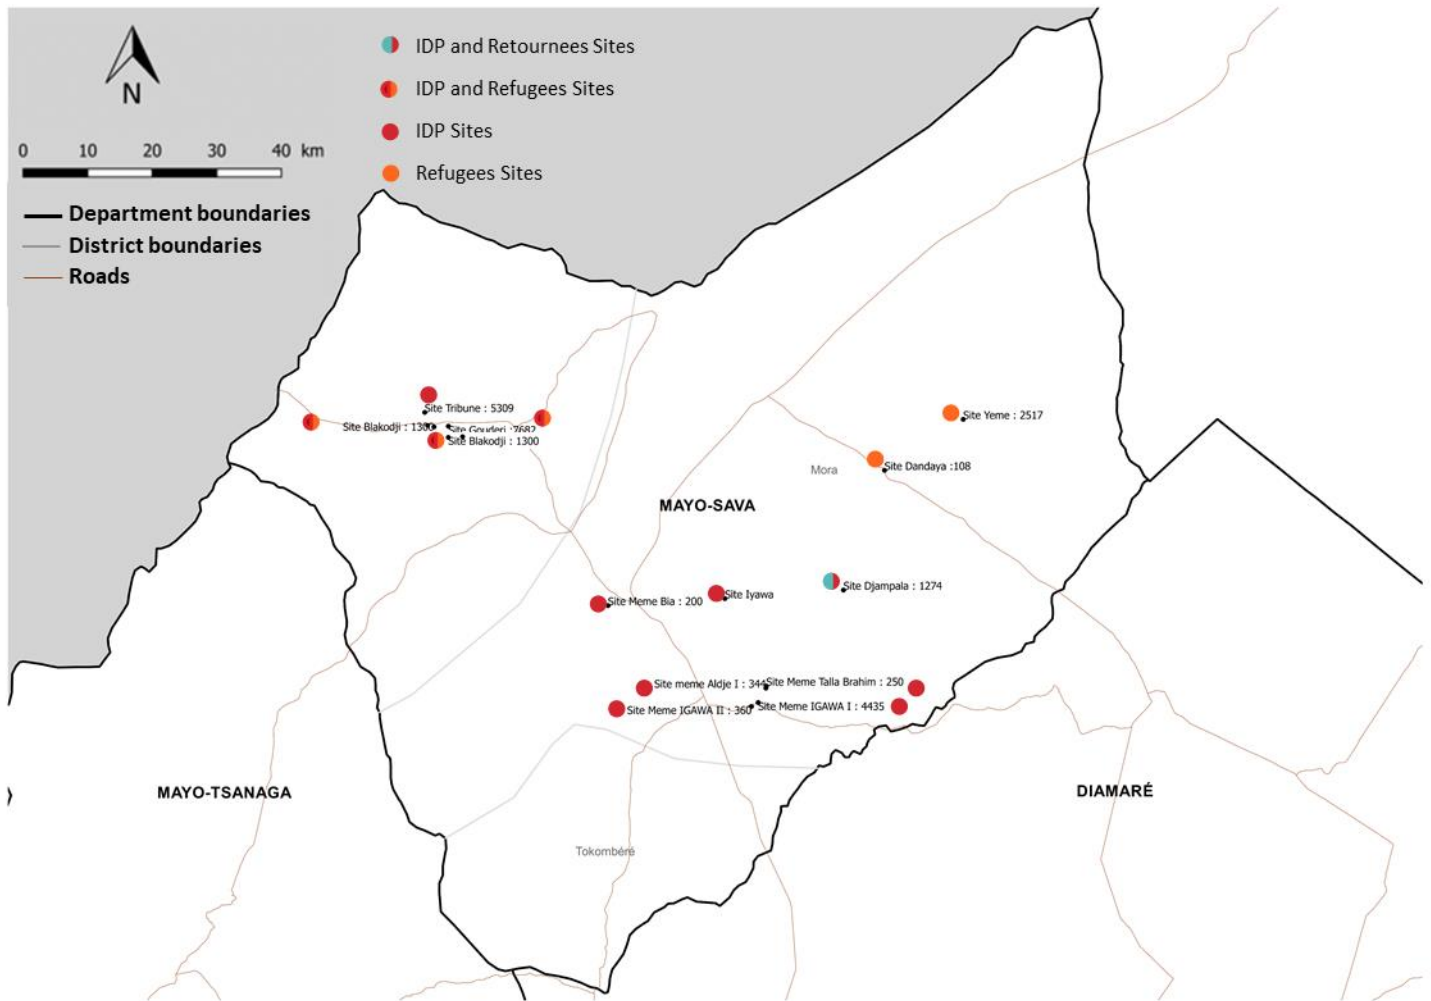 N
0 10 20 30 40 km
Department boundaries
District boundaries
Roads
IDP and Retournees Sites
IDP and Refugees Sites
IDP Sites
Refugees Sites
Site Tribune : 5309
Site Blakodji : 1300
Site Gouderi :7682
Site Blakodji : 1300
Site Yeme : 2517
Mora
Site Dandaya :108
MAYO-SAVA
Site Djampala : 1274
Site Iyawa
Site Meme Bia : 200
Site meme Aldje I : 344
Site Meme Talla Brahim : 250
Site Meme IGAWA II : 360
Site Meme IGAWA I : 4435
MAYO-TSANAGA
DIAMARÉ
Tokombéré